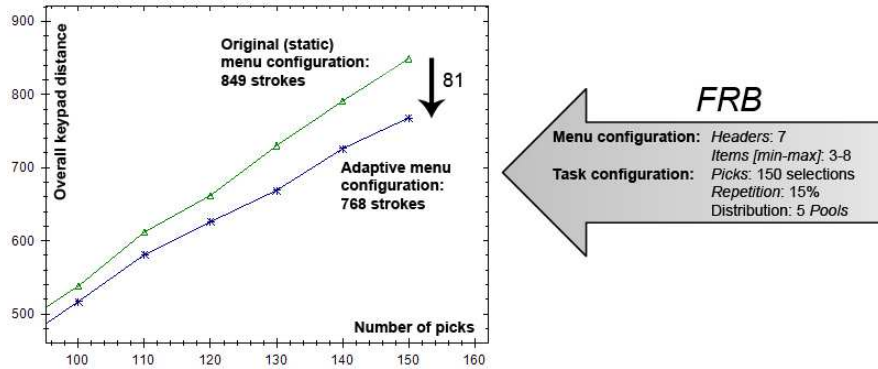 900
800
700
600
500
Overall keypad distance
Original (static)
menu configuration:
849 strokes
81
Adaptive menu
configuration:
768 strokes
Number of picks
100 110 120 130 140 150 160
FRB
Menu configuration: Headers: 7
Items [min-max]: 3-8
Task configuration: Picks: 150 selections
Repetition: 15%
Distribution: 5 Pools